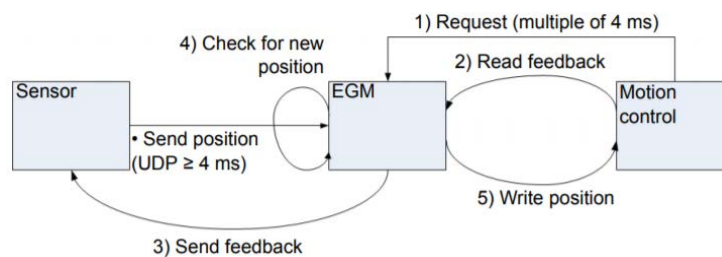 1) Request (multiple of 4 ms)
4) Check for new
position
2) Read feedback
Sensor
EGM
Motion
control
• Send position
(UDP ≥ 4 ms)
5) Write position
3) Send feedback